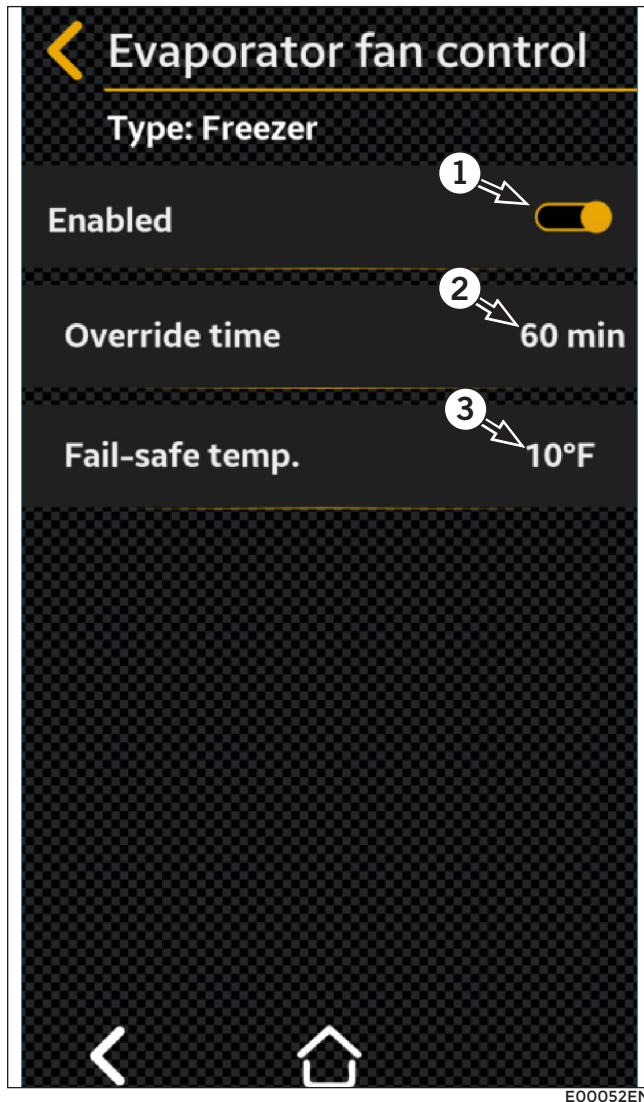 Evaporator fan control
Type: Freezer
1
Enabled
2
Override time 60 min
3
Fail-safe temp. 10°F
E00052EN